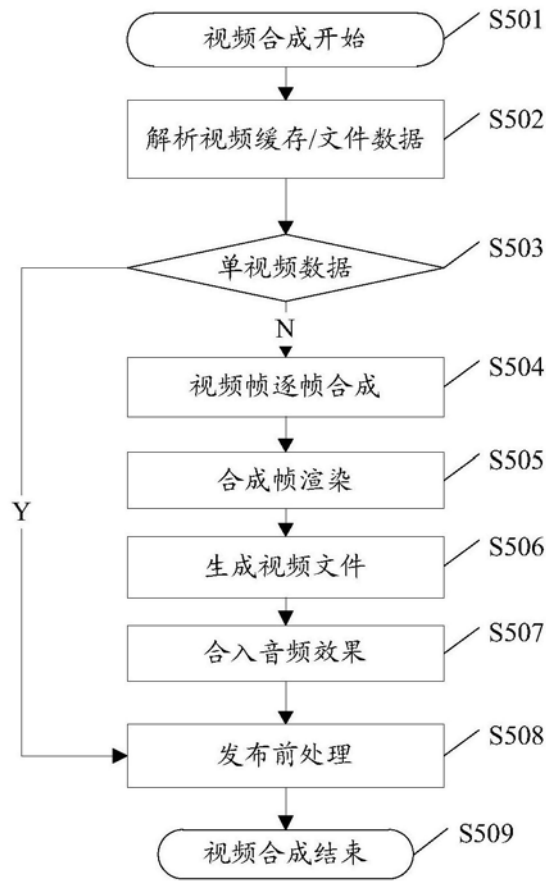 视频合成开始
S501
解析视频缓存/文件数据
S502
单视频数据
S503
N
视频帧逐帧合成
S504
合成帧渲染
S505
Y
生成视频文件
S506
合入音频效果
S507
发布前处理
S508
视频合成结束
S509